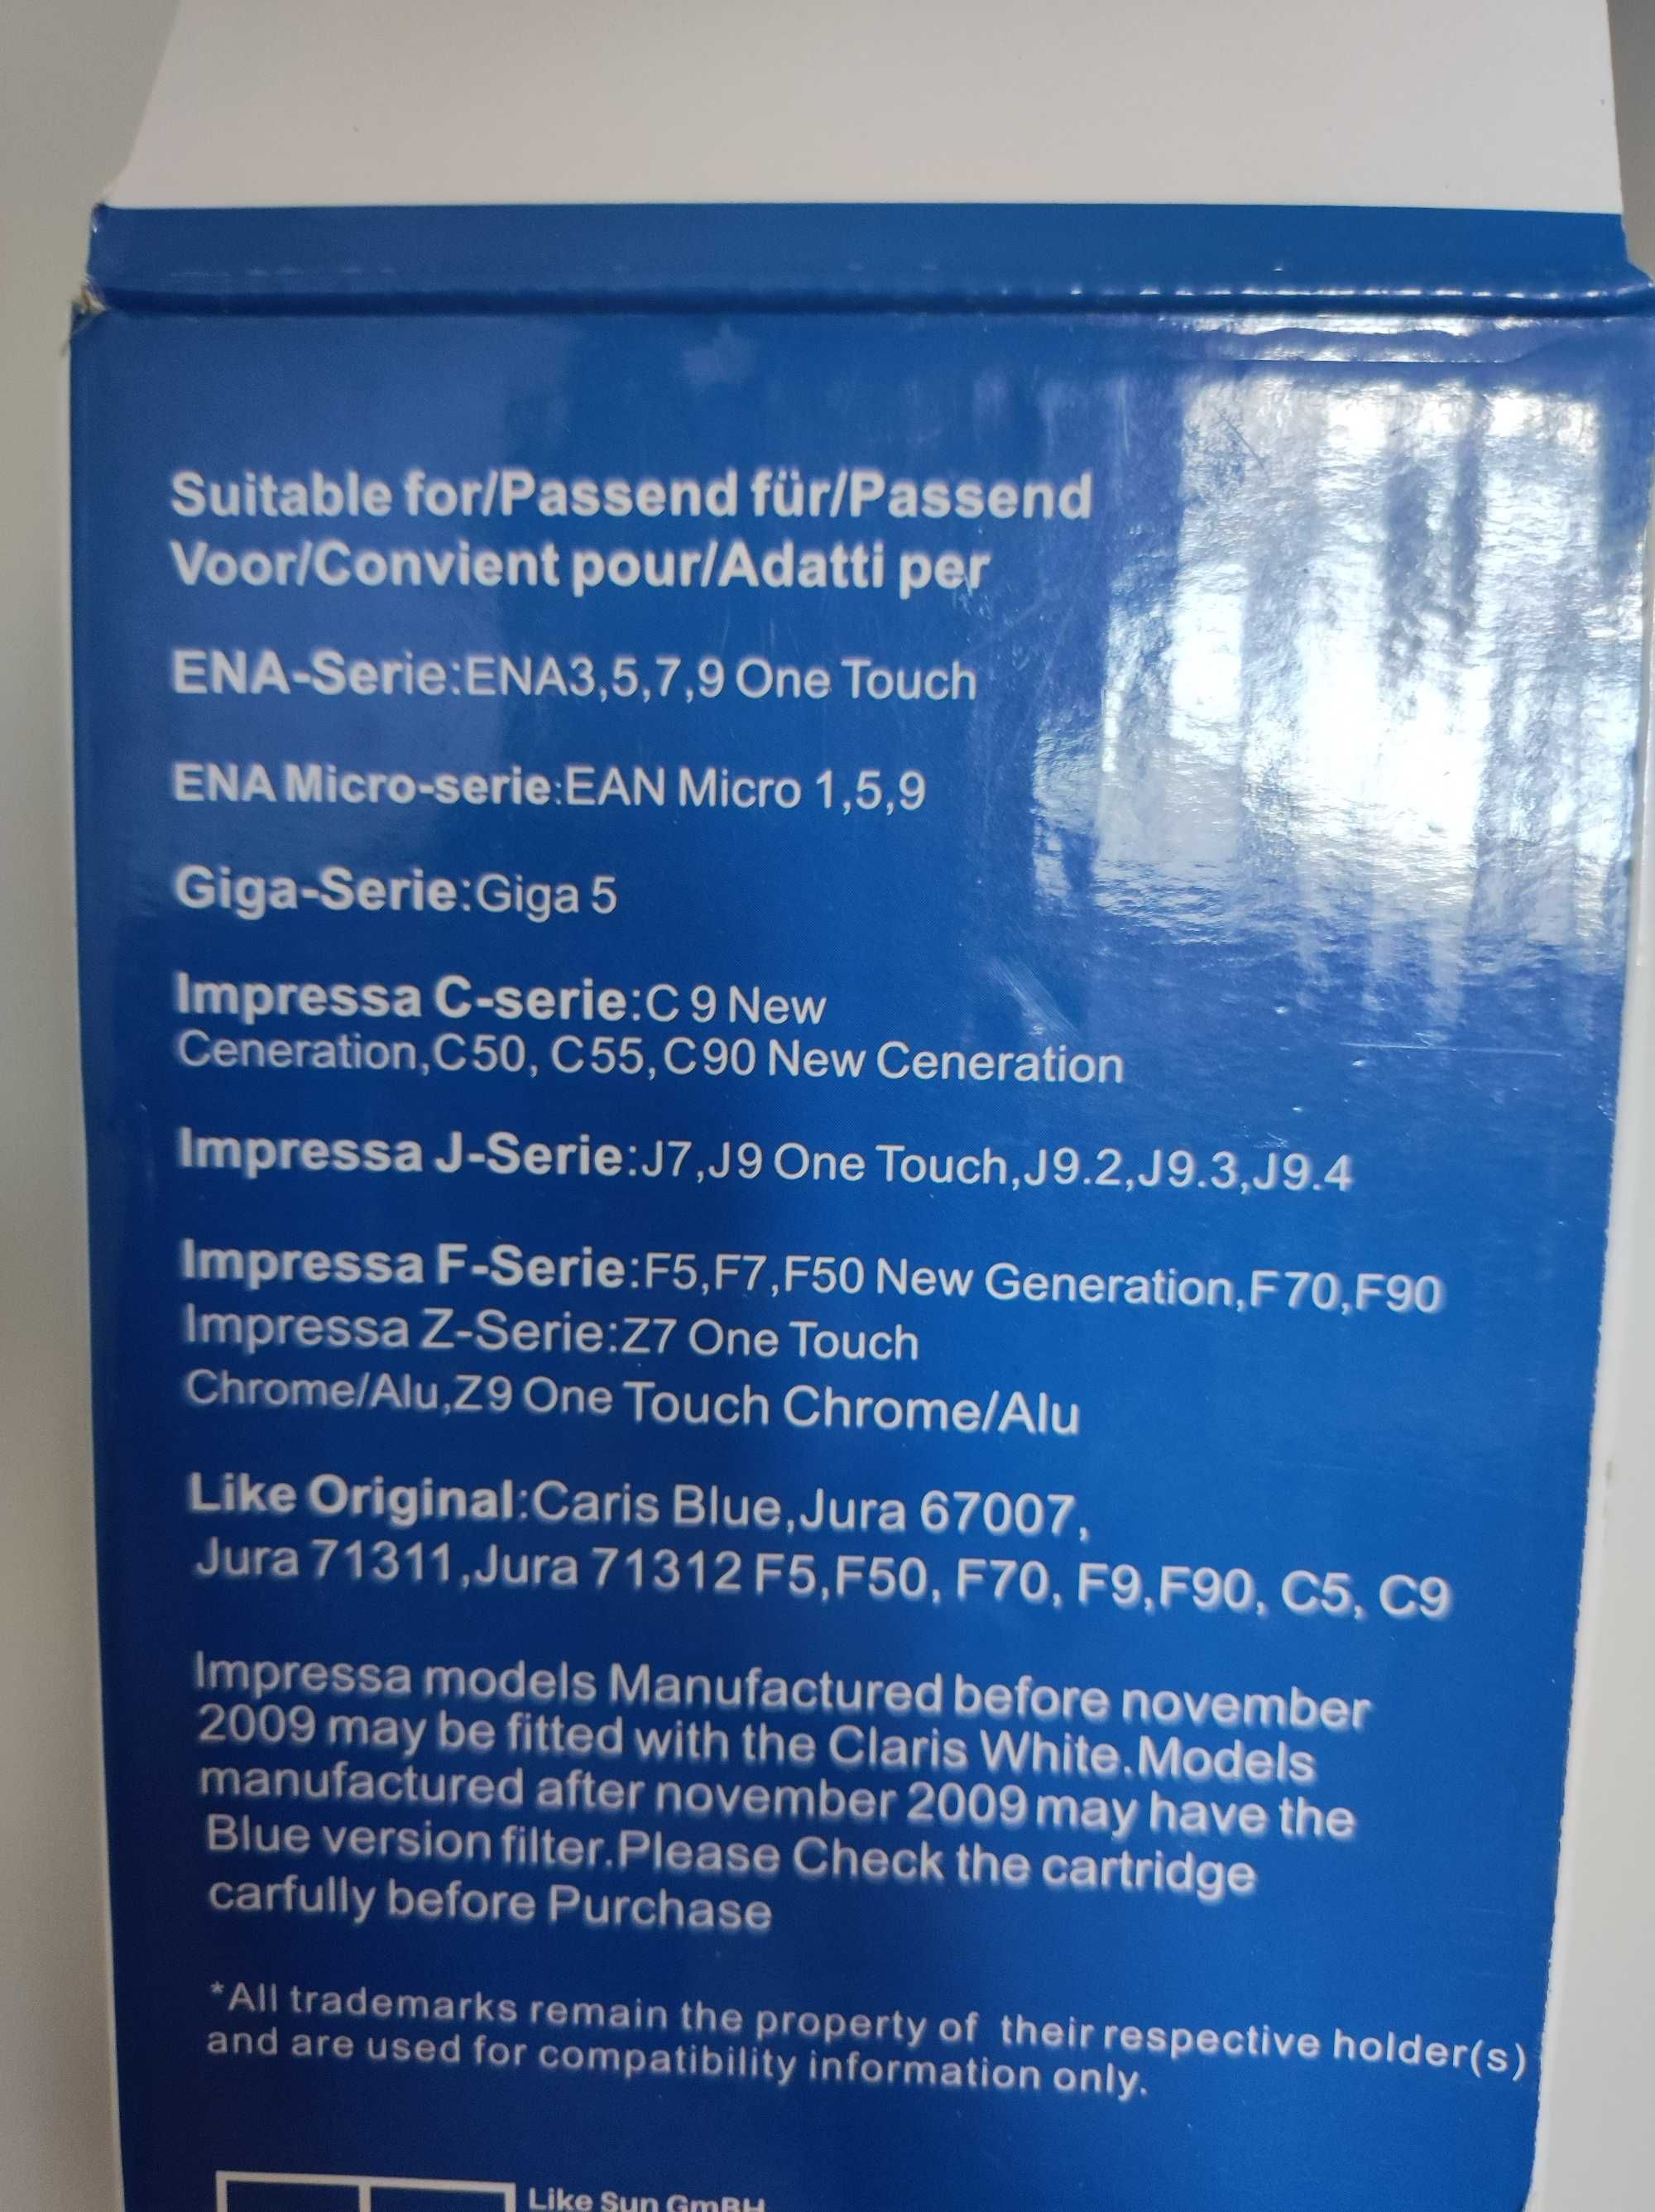 Suitable for/Passend für/Passend
Voor/Convient pour/Adatti per
ENA-Serie:ENA3,5,7,9 One Touch
ENA Micro-serie:EAN Micro 1,5,9
Giga-Serie:Giga 5
Impressa C-serie:C 9 New
Ceneration,C50, C55,C90 New Ceneration
Impressa J-Serie:J7,J9 One Touch,J9.2,J9.3,J9.4
Impressa F-Serie:F5,F7,F50 New Generation,F70,F90
Impressa Z-Serie:Z7 One Touch
Chrome/Alu,Z9 One Touch Chrome/Alu
Like Original:Caris Blue,Jura 67007,
Jura 71311,Jura 71312 F5,F50, F70, F9,F90, C5, C9
Impressa models Manufactured before november
2009 may be fitted with the Claris White.Models
manufactured after november 2009 may have the
Blue version filter.Please Check the cartridge
carfully before Purchase
*All trademarks remain the property of their respective holder(s)
and are used for compatibility information only.
Like Sun GmBH